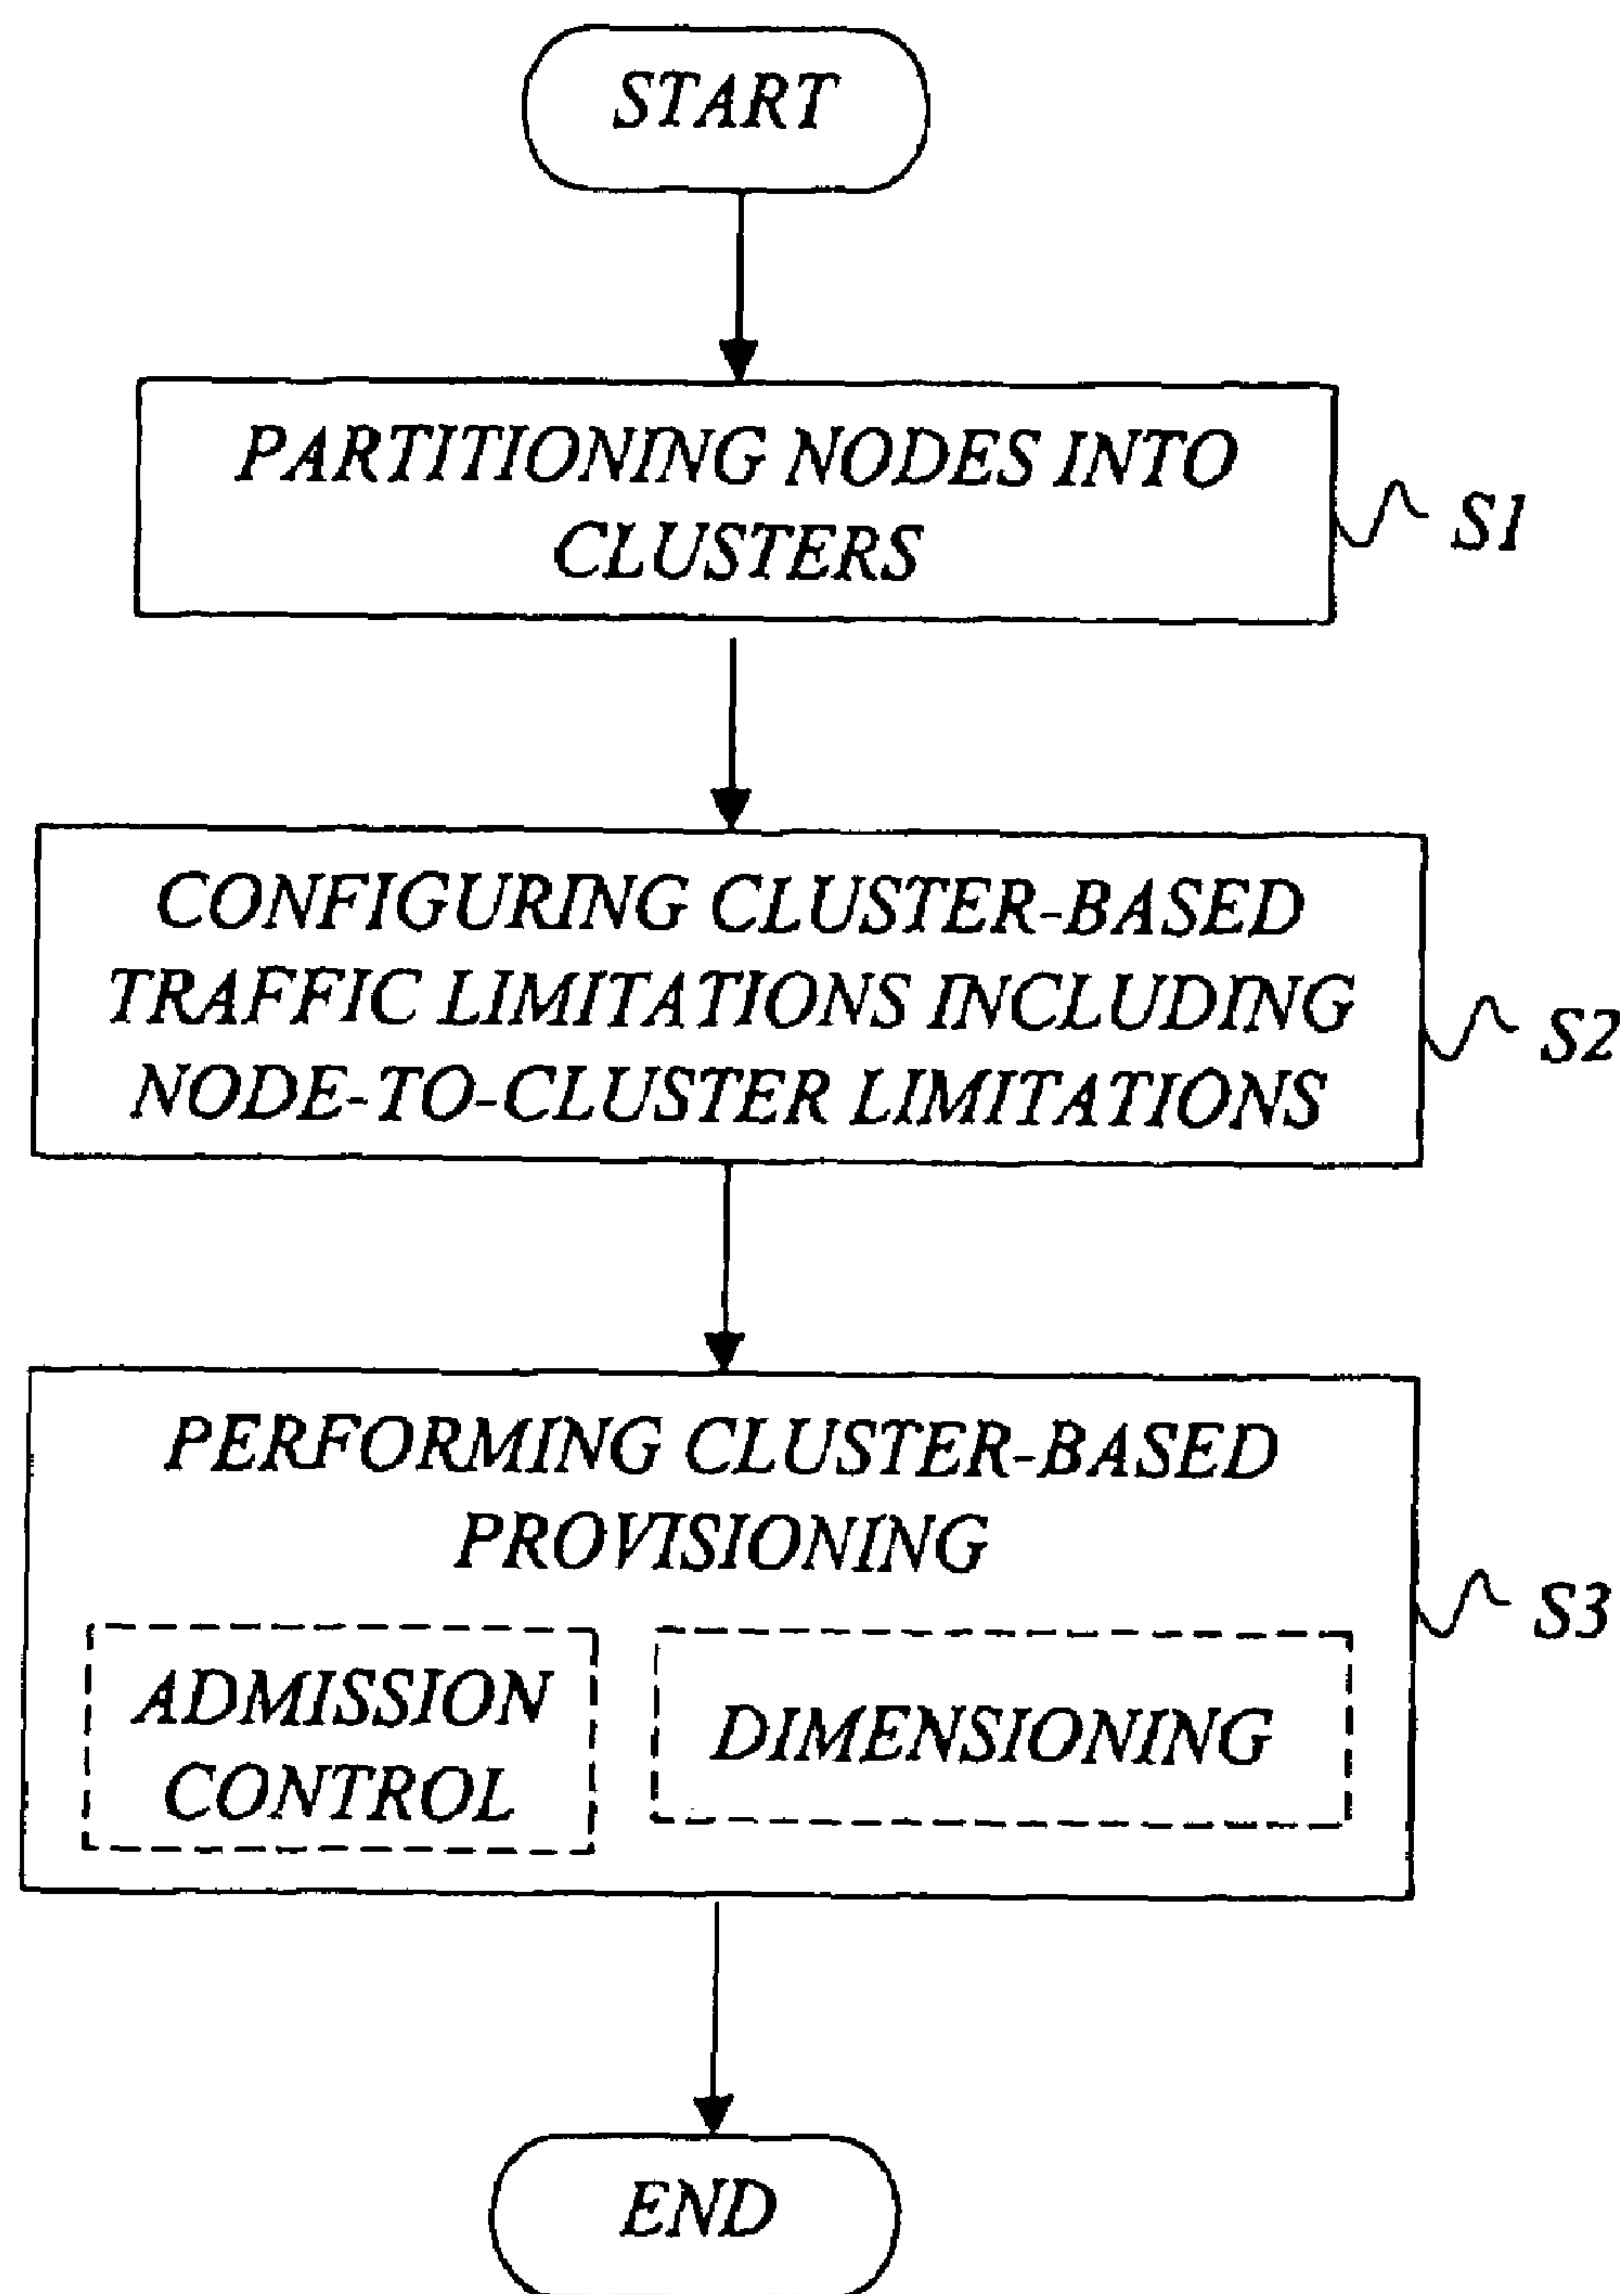 START
PARTITIONING NODES INTO
CLUSTERS
S1
CONFIGURING CLUSTER-BASED
TRAFFIC LIMITATIONS INCLUDING
NODE-TO-CLUSTER LIMITATIONS
S2
PERFORMING CLUSTER-BASED
PROVISIONING
S3
ADMISSION
CONTROL
DIMENSIONING
END